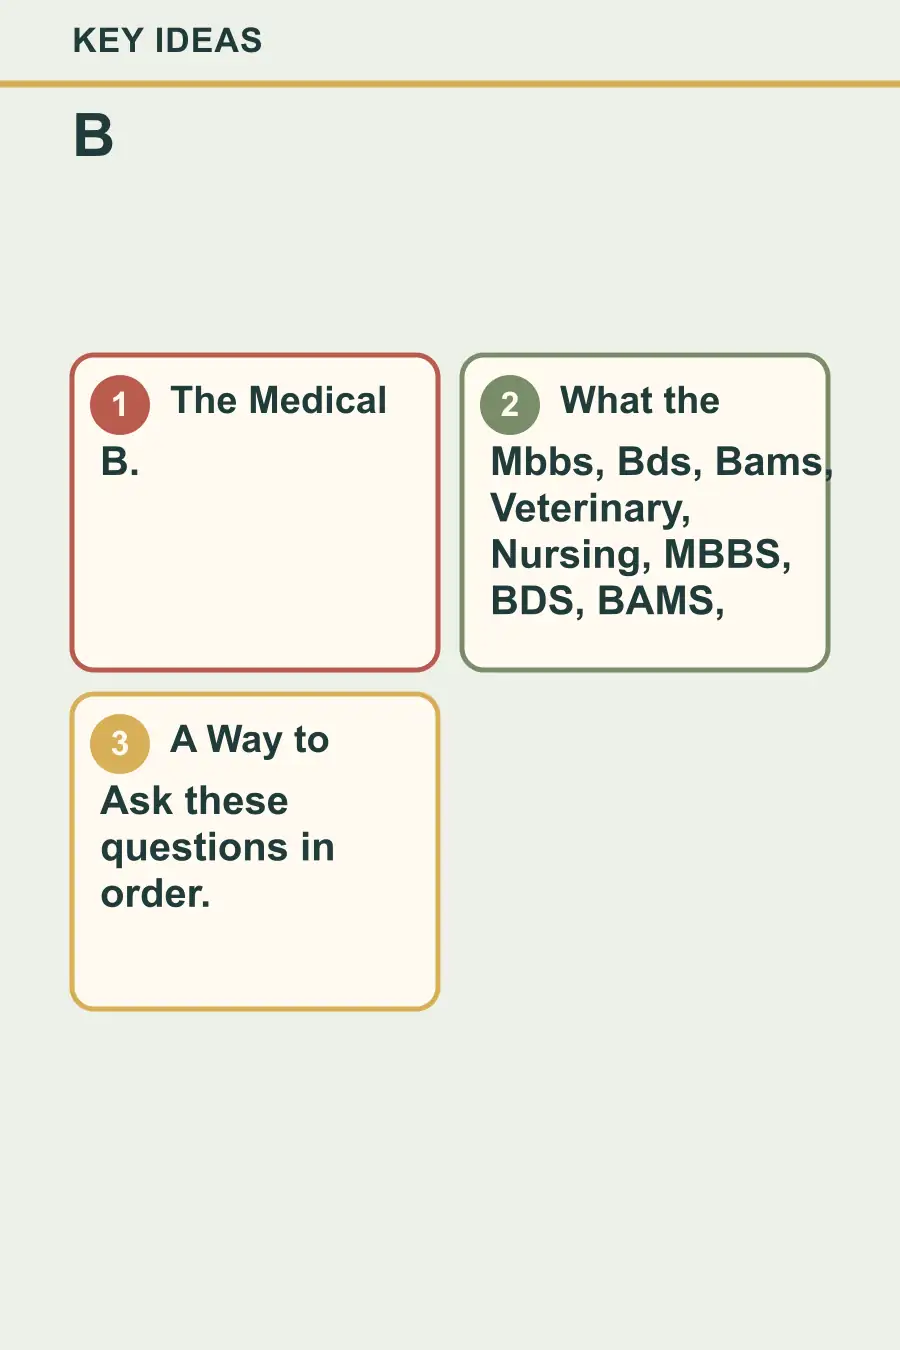 KEY IDEAS
B
1 The Medical
B.
2 What the
Mbbs, Bds, Bams,
Veterinary,
Nursing, MBBS,
BDS, BAMS,
3 A Way to
Ask these
questions in
order.